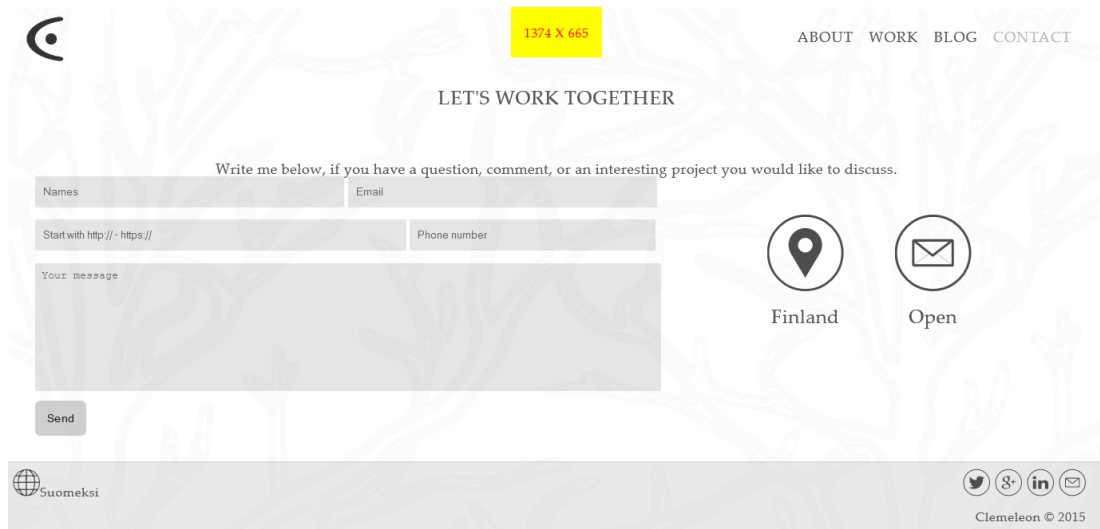 1374 X 665
ABOUT WORK BLOG CONTACT
LET'S WORK TOGETHER
Write me below, if you have a question, comment, or an interesting project you would like to discuss.
Names
Email
Start with http:// - https://
Phone number
Your message
Finland
Open
Send
Suomeksi
Clemeleon © 2015